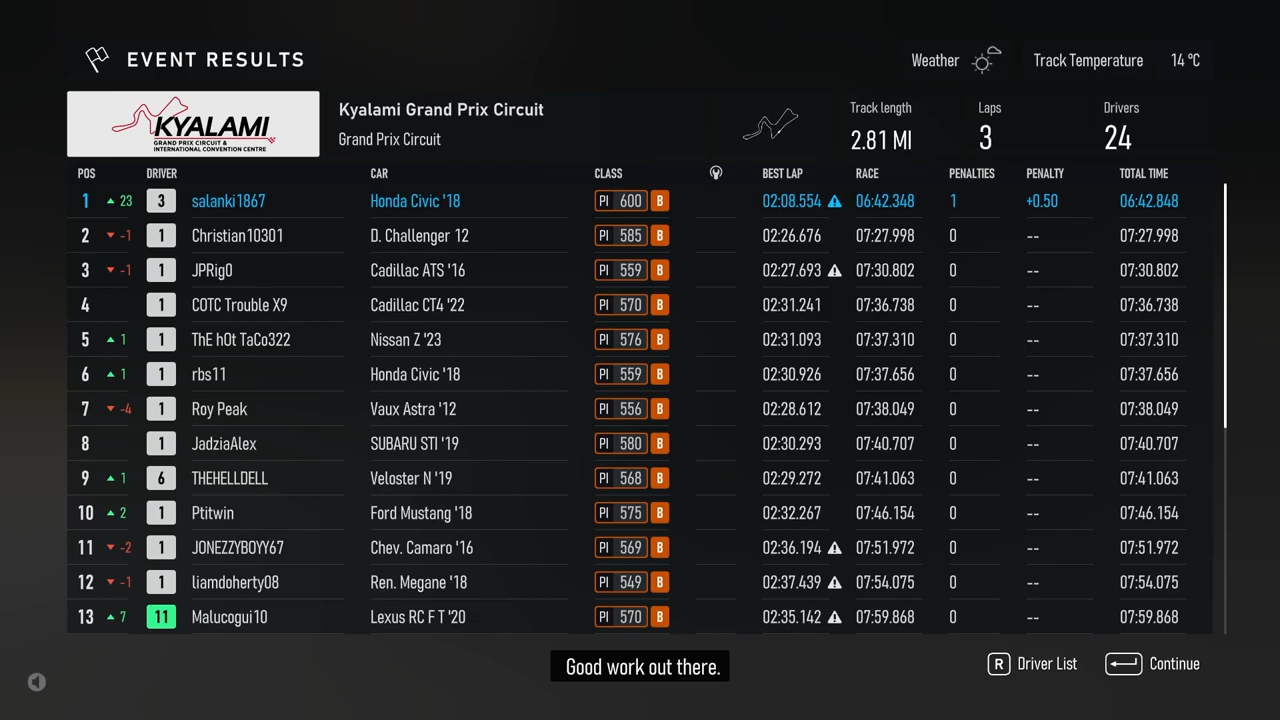 EVENT RESULTS
Weather
Track Temperature 14 °C
KYALAMI
GRAND PRIX CIRCUIT &
INTERNATIONAL CONVENTION CENTRE
Kyalami Grand Prix Circuit
Grand Prix Circuit
Track length
2.81 MI
Laps
3
Drivers
24
POS DRIVER CAR CLASS BEST LAP RACE PENALTIES PENALTY TOTAL TIME
1 23 3 salanki1867 Honda Civic '18 PI 600 B 02:08.554 06:42.348 1 +0.50 06:42.848
2 -1 1 Christian10301 D. Challenger 12 PI 585 B 02:26.676 07:27.998 0 -- 07:27.998
3 -1 1 JPRig0 Cadillac ATS '16 PI 559 B 02:27.693 07:30.802 0 -- 07:30.802
4 1 COTC Trouble X9 Cadillac CT4 '22 PI 570 B 02:31.241 07:36.738 0 -- 07:36.738
5 1 1 ThE hOt TaCo322 Nissan Z '23 PI 576 B 02:31.093 07:37.310 0 -- 07:37.310
6 1 1 rbs11 Honda Civic '18 PI 559 B 02:30.926 07:37.656 0 -- 07:37.656
7 -4 1 Roy Peak Vaux Astra '12 PI 556 B 02:28.612 07:38.049 0 -- 07:38.049
8 1 JadziaAlex SUBARU STI '19 PI 580 B 02:30.293 07:40.707 0 -- 07:40.707
9 1 6 THEHELLDELL Veloster N '19 PI 568 B 02:29.272 07:41.063 0 -- 07:41.063
10 2 1 Ptitwin Ford Mustang '18 PI 575 B 02:32.267 07:46.154 0 -- 07:46.154
11 -2 1 JONEZZYBOYY67 Chev. Camaro '16 PI 569 B 02:36.194 07:51.972 0 -- 07:51.972
12 -1 1 liamdoherty08 Ren. Megane '18 PI 549 B 02:37.439 07:54.075 0 -- 07:54.075
13 7 11 Malucogui10 Lexus RC F T '20 PI 570 B 02:35.142 07:59.868 0 -- 07:59.868
Good work out there.
R Driver List
Continue